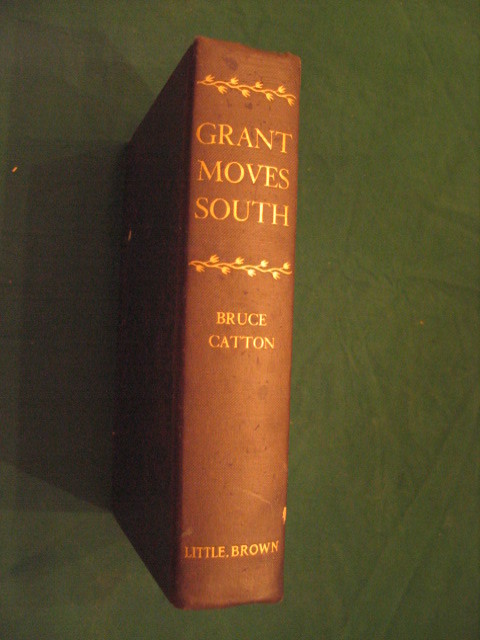 GRANT
MOVES
SOUTH
BRUCE
CATTON
LITTLE, BROWN